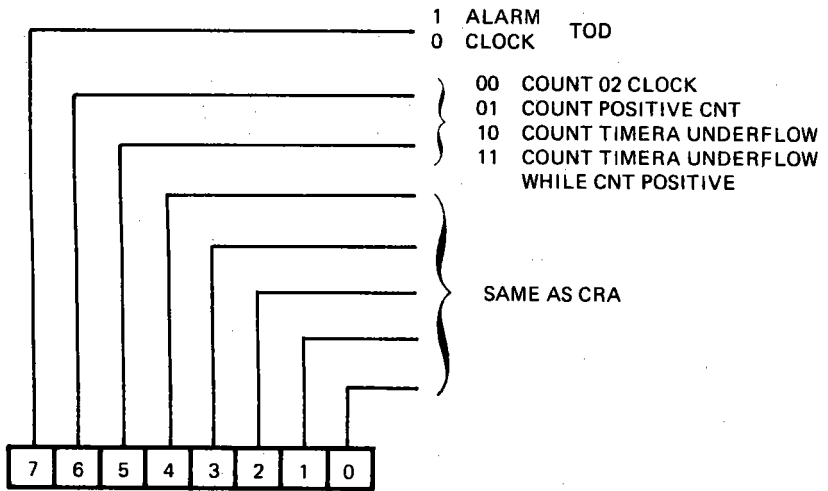 1 ALARM
0 CLOCK
TOD
00 COUNT 02 CLOCK
01 COUNT POSITIVE CNT
10 COUNT TIMERA UNDERFLOW
11 COUNT TIMERA UNDERFLOW
WHILE CNT POSITIVE
SAME AS CRA
7 6 5 4 3 2 1 0